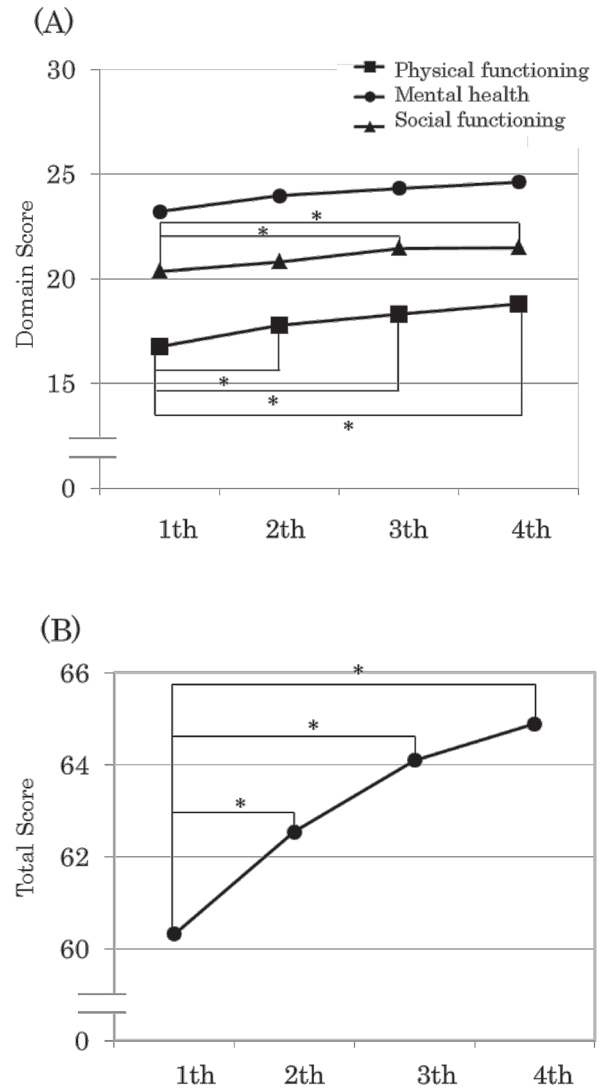 (A)
30
Physical functioning
Mental health
Social functioning
25
*
*
20
Domain Score
15
*
*
*
0
1th 2th 3th 4th
(B)
66
*
64
*
*
62
Total Score
60
0
1th 2th 3th 4th